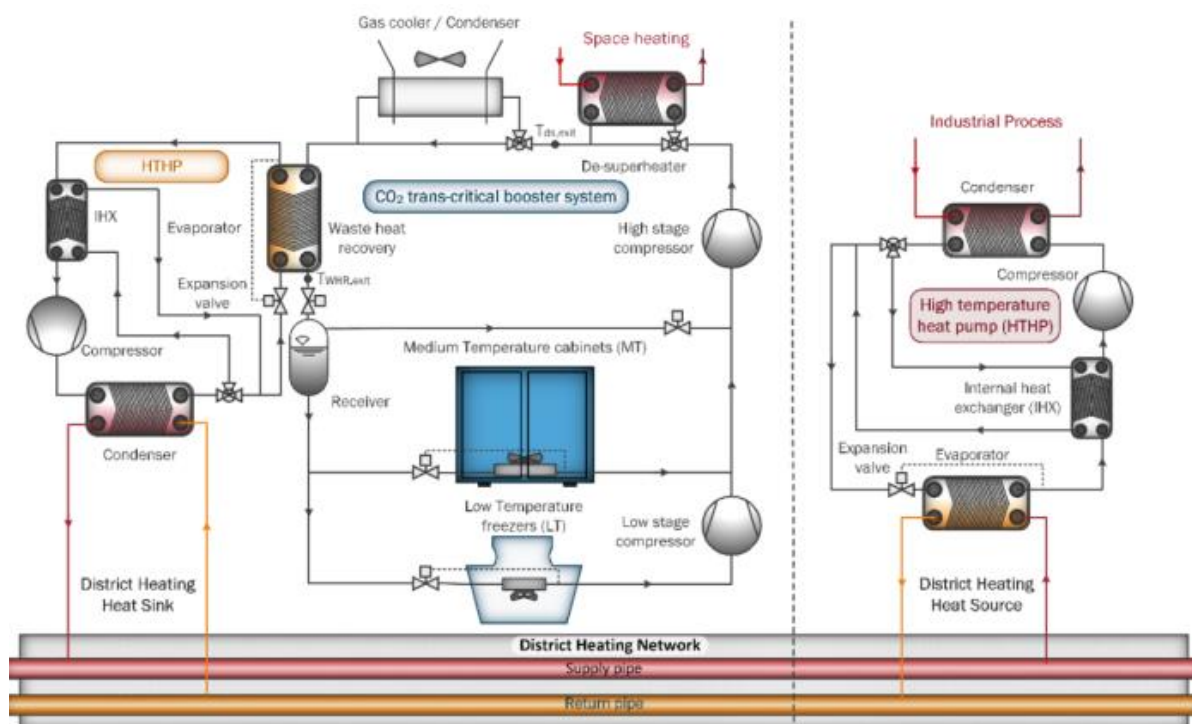 Gas cooler / Condenser
Space heating
Tds,exit
De-superheater
HTHP
CO₂ trans-critical booster system
IHX
Evaporator
Waste heat
recovery
High stage
compressor
TWHR,exit
Expansion
valve
Compressor
Medium Temperature cabinets (MT)
Receiver
Condenser
Low Temperature
freezers (LT)
Low stage
compressor
District Heating
Heat Sink
Industrial Process
Condenser
Compressor
High temperature
heat pump (HTHP)
Internal heat
exchanger (IHX)
Expansion
valve
Evaporator
District Heating
Heat Source
District Heating Network
Supply pipe
Return pipe